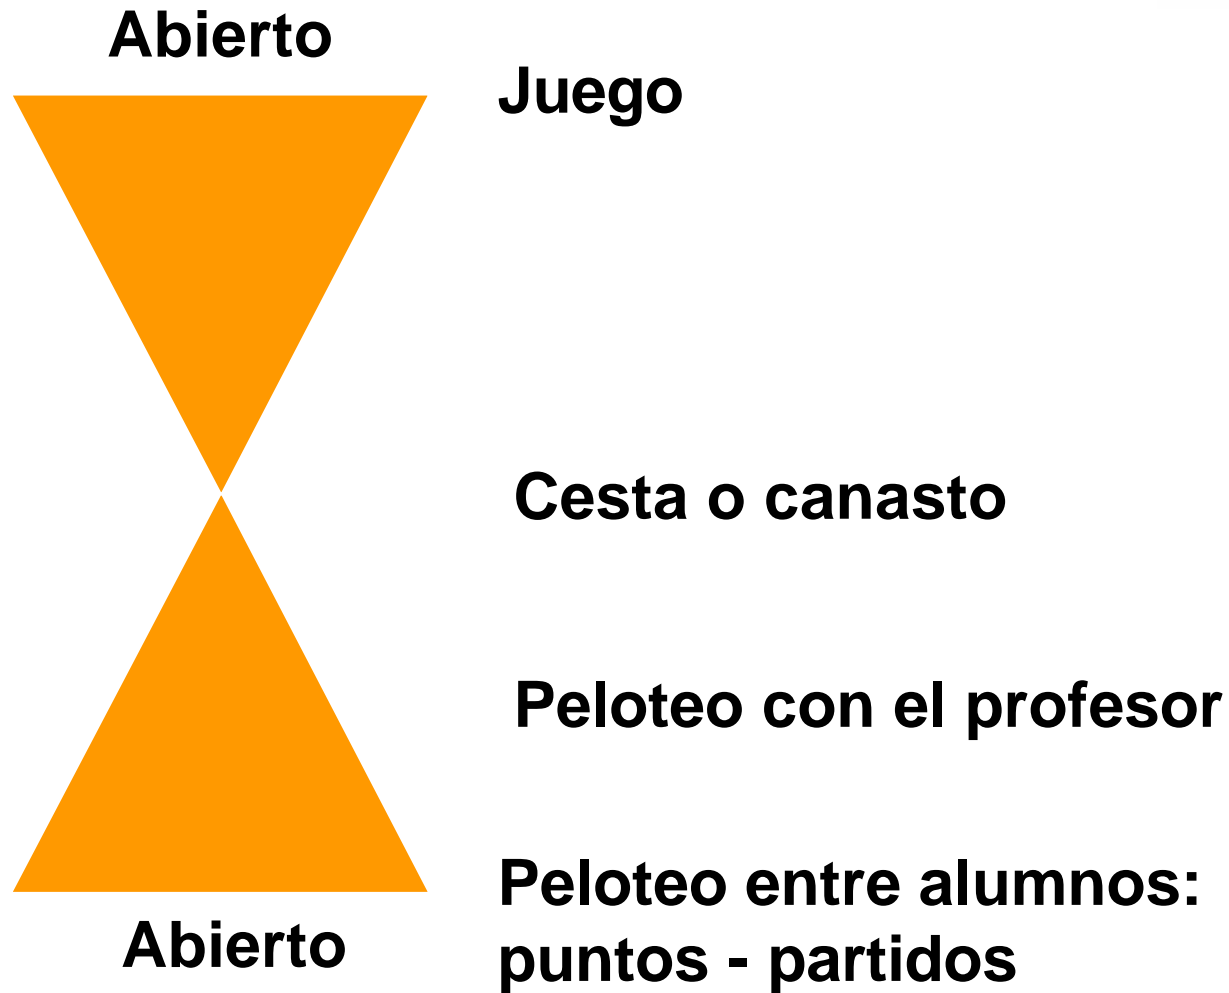 Abierto
Juego
Cesta o canasto
Peloteo con el profesor
Peloteo entre alumnos:
puntos - partidos
Abierto